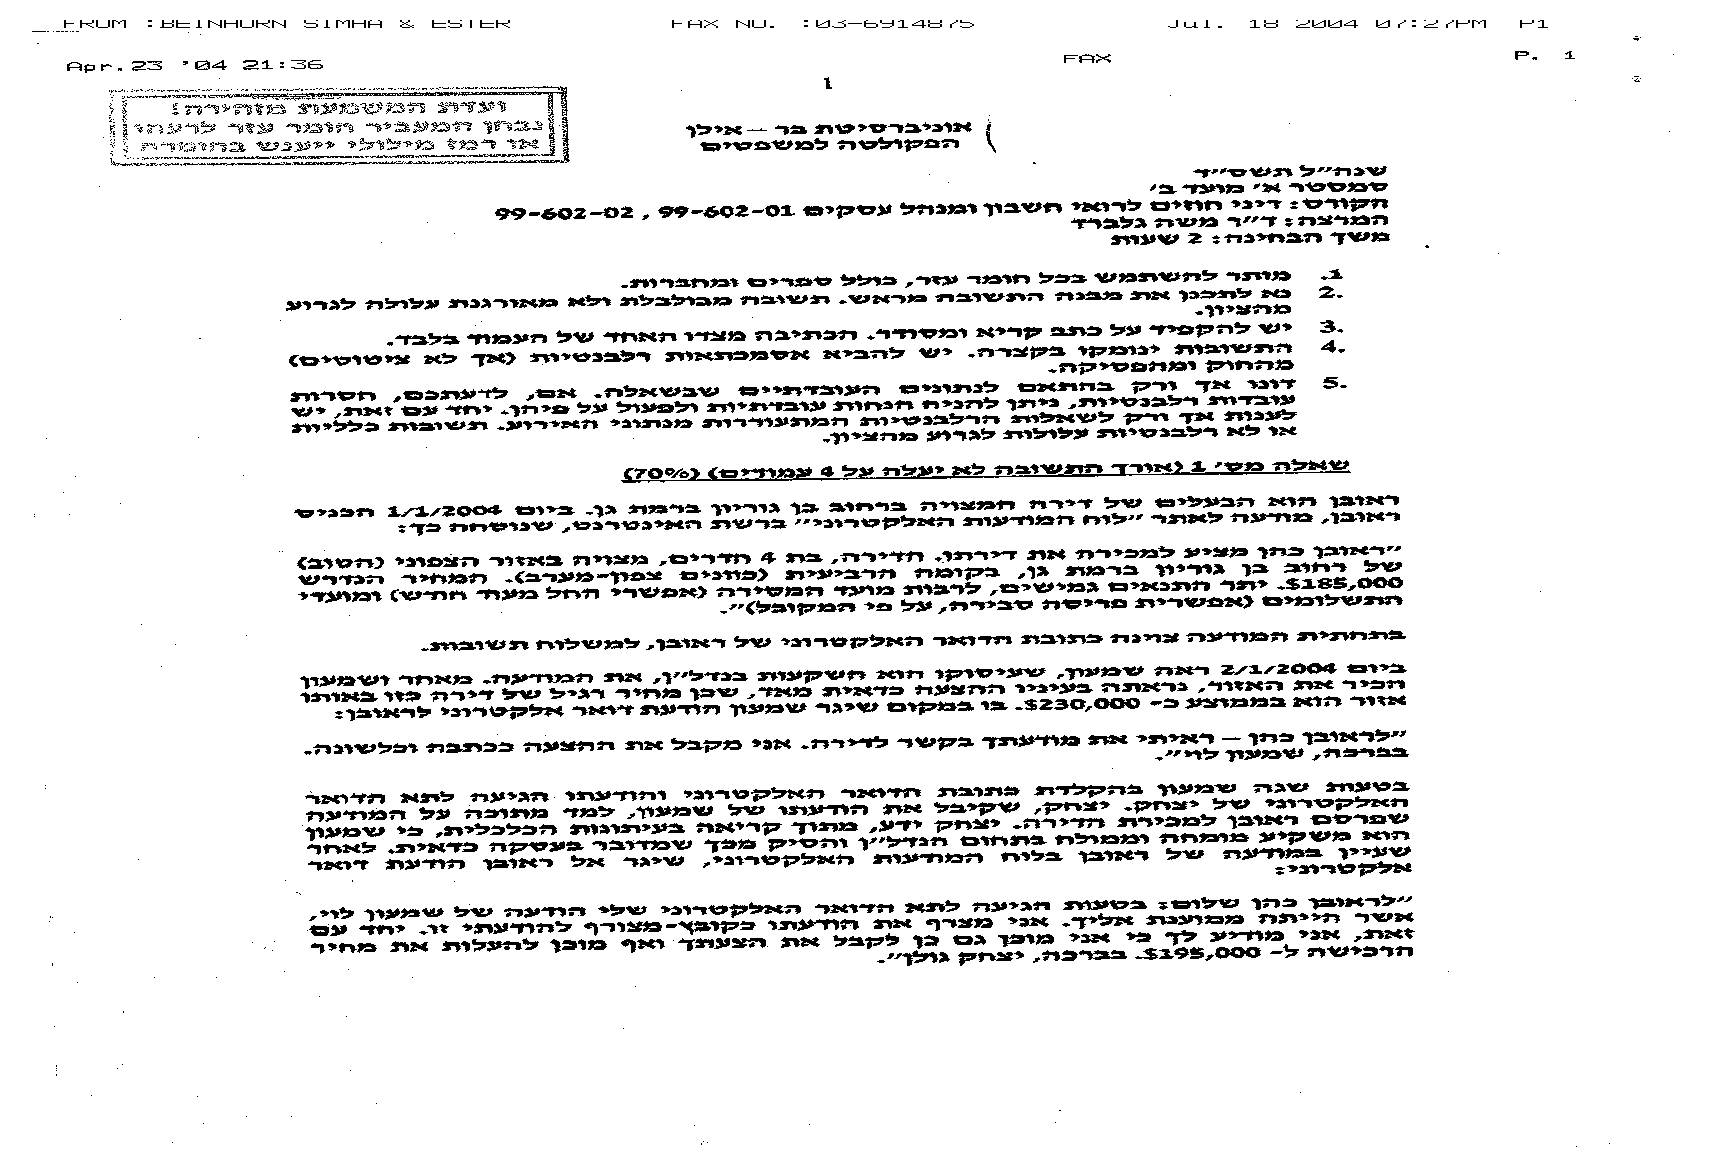 FROM :BEINHORN SIMHA & ESTER FAX NO. :03-6914875 Jul. 18 2004 07:27PM P1
Apr.23 '04 21:36 FAX P. 1
1
ועדת המשמעת מזהירה!
נבחן המעביר חומר עזר לרעהו
או רמז מילולי ייענש בחומרה
אוניברסיטת בר – אילן
הפקולטה למשפטים
שנה"ל תשס"ד
סמסטר א' מועד ב'
הקורס: דיני חוזים לרואי חשבון ומנהל עסקים 99-602-01 , 99-602-02
המרצה: ד"ר משה גלברד
משך הבחינה: 2 שעות
1. מותר להשתמש בכל חומר עזר, כולל ספרים ומחברות.
2. נא לתכנן את מבנה התשובה מראש. תשובה מבולבלת ולא מאורגנת עלולה לגרוע
מהציון.
3. יש להקפיד על כתב קריא ומסודר. הכתיבה מצדו האחד של העמוד בלבד.
4. התשובות ינומקו בקצרה. יש להביא אסמכתאות רלבנטיות (אך לא ציטוטים)
מהחוק ומהפסיקה.
5. דונו אך ורק בהתאם לנתונים העובדתיים שבשאלה. אם, לדעתכם, חסרות
עובדות רלבנטיות, ניתן להניח הנחות עובדתיות ולפעול על פיהן. יחד עם זאת, יש
לענות אך ורק לשאלות הרלבנטיות המתעוררות מנתוני האירוע. תשובות כלליות
או לא רלבנטיות עלולות לגרוע מהציון.
שאלה מס' 1 (אורך התשובה לא יעלה על 4 עמודים) (70%)
ראובן הוא הבעלים של דירה המצויה ברחוב בן גוריון ברמת גן. ביום 1/1/2004 הכניס
ראובן, מודעה לאתר "לוח המודעות האלקטרוני" ברשת האינטרנט, שנוסחה כך:
"ראובן כהן מציע למכירה את דירתו. הדירה, בת 4 חדרים, מצויה באזור הצפוני (הטוב)
של רחוב בן גוריון ברמת גן, בקומה הרביעית (כוונים צפון-מערב). המחיר הנדרש
185,000$. יתר התנאים גמישים, לרבות מועד המסירה (אפשרי החל מעוד חודש) ומועדי
התשלומים (אפשרית פריסה סבירה, על פי המקובל)".
בתחתית המודעה צוינה כתובת הדואר האלקטרוני של ראובן, למשלוח תשובות.
ביום 2/1/2004 ראה שמעון, שעיסוקו הוא השקעות בנדל"ן, את המודעה. מאחר ושמעון
הכיר את האזור, נראתה בעיניו ההצעה כדאית מאד, שכן מחיר רגיל של דירה כזו באותו
אזור הוא בממוצע כ- 230,000$. בו במקום שיגר שמעון הודעת דואר אלקטרוני לראובן:
"לראובן כהן – ראיתי את מודעתך בקשר לדירה. אני מקבל את ההצעה ככתבה וכלשונה.
בברכה, שמעון לוי".
בטעות שגה שמעון בהקלדת כתובת הדואר האלקטרוני והודעתו הגיעה לתא הדואר
האלקטרוני של יצחק. יצחק, שקיבל את הודעתו של שמעון, למד מתוכה על המודעה
שפרסם ראובן למכירת הדירה. יצחק ידע, מתוך קריאה בעיתונות הכלכלית, כי שמעון
הוא משקיע מומחה וממולח בתחום הנדל"ן והסיק מכך שמדובר בעסקה כדאית. לאחר
שעיין במודעה של ראובן בלוח המודעות האלקטרוני, שיגר אל ראובן הודעת דואר
אלקטרוני:
"לראובן כהן שלום: בטעות הגיעה לתא הדואר האלקטרוני שלי הודעה של שמעון לוי,
אשר הייתה ממוענת אליך. אני מצרף את הודעתו כקובץ-מצורף להודעתי זו. יחד עם
זאת, אני מודיע לך כי אני מוכן גם כן לקבל את הצעתך ואף מוכן להעלות את מחיר
הרכישה ל- 195,000$. בברכה, יצחק גולן".